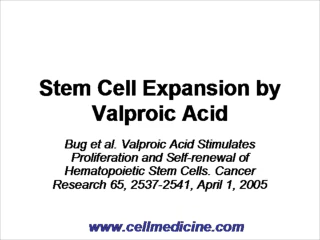 Stem Cell Expansion by
Valproic Acid
Bug et al. Valproic Acid Stimulates
Proliferation and Self-renewal of
Hematopoietic Stem Cells. Cancer
Research 65, 2537-2541, April 1, 2005
www.cellmedicine.com